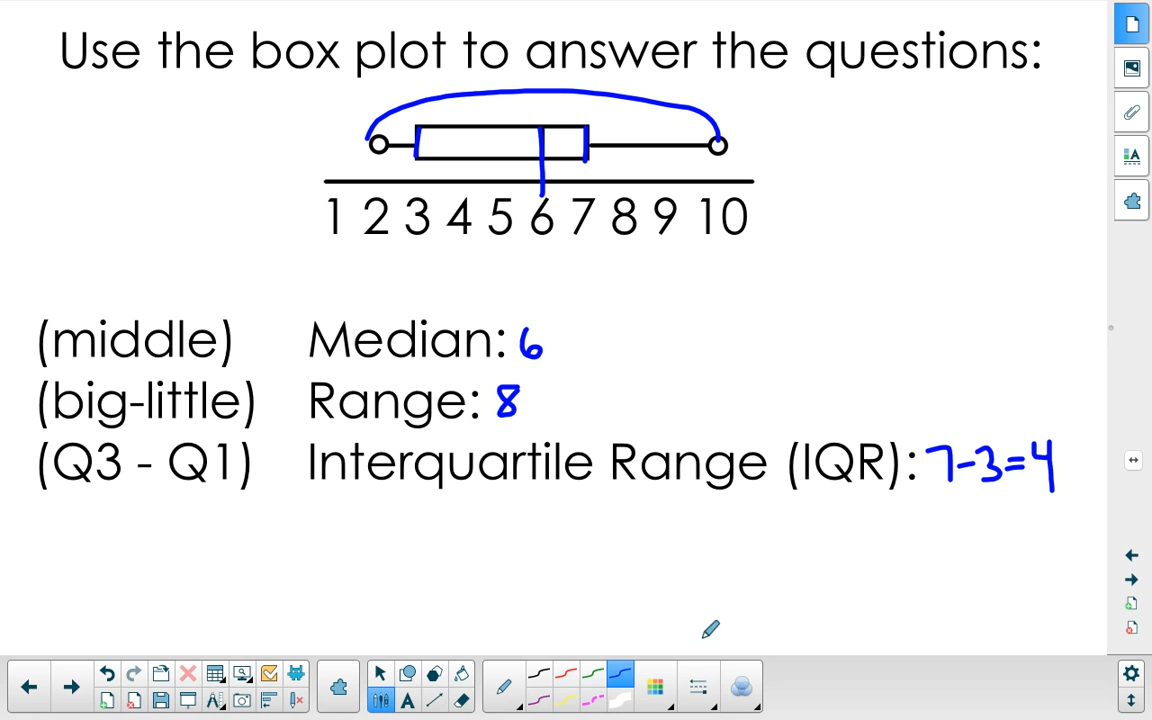 Use the box plot to answer the questions:
1 2 3 4 5 6 7 8 9 10
(middle) Median: 6
(big-little) Range: 8
(Q3 - Q1) Interquartile Range (IQR): 7-3=4